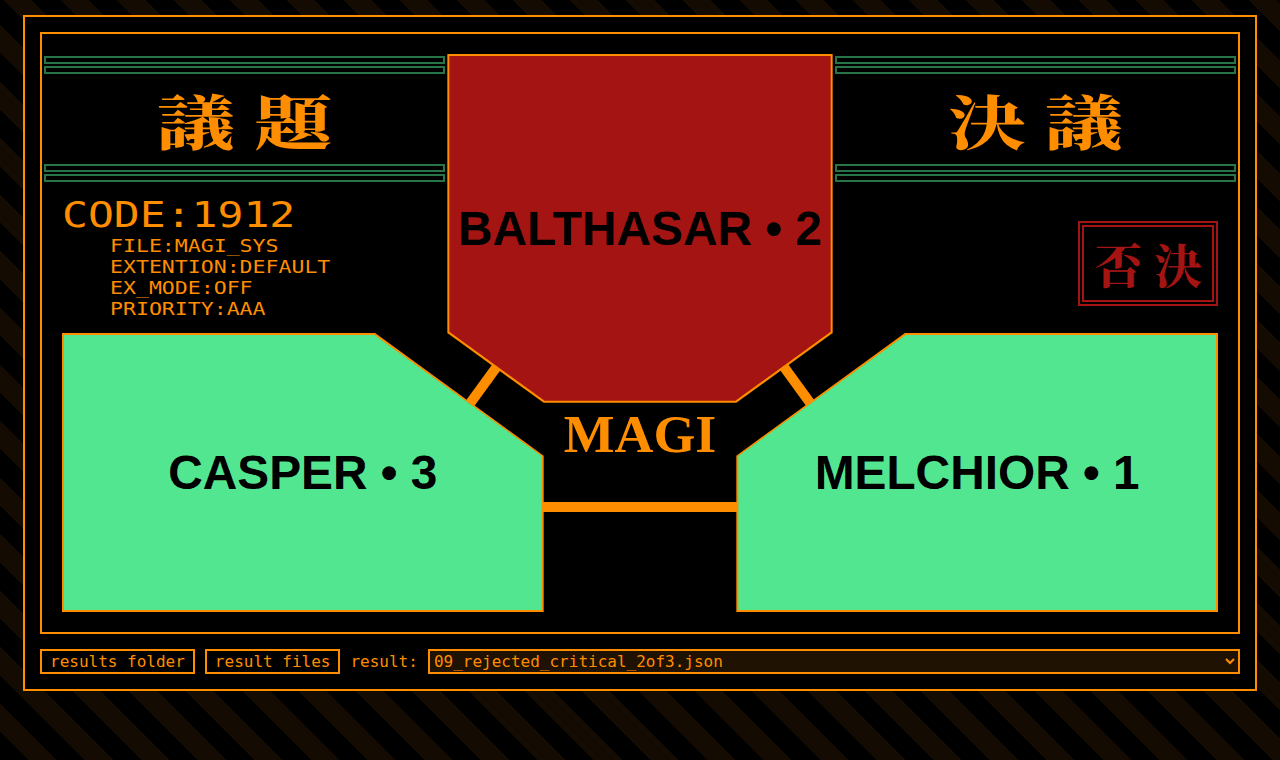 議題
決議
CODE:1912
FILE:MAGI_SYS
EXTENTION:DEFAULT
EX_MODE:OFF
PRIORITY:AAA
否決
BALTHASAR • 2
MAGI
CASPER • 3
MELCHIOR • 1
results folder
result files
result:
09_rejected_critical_2of3.json